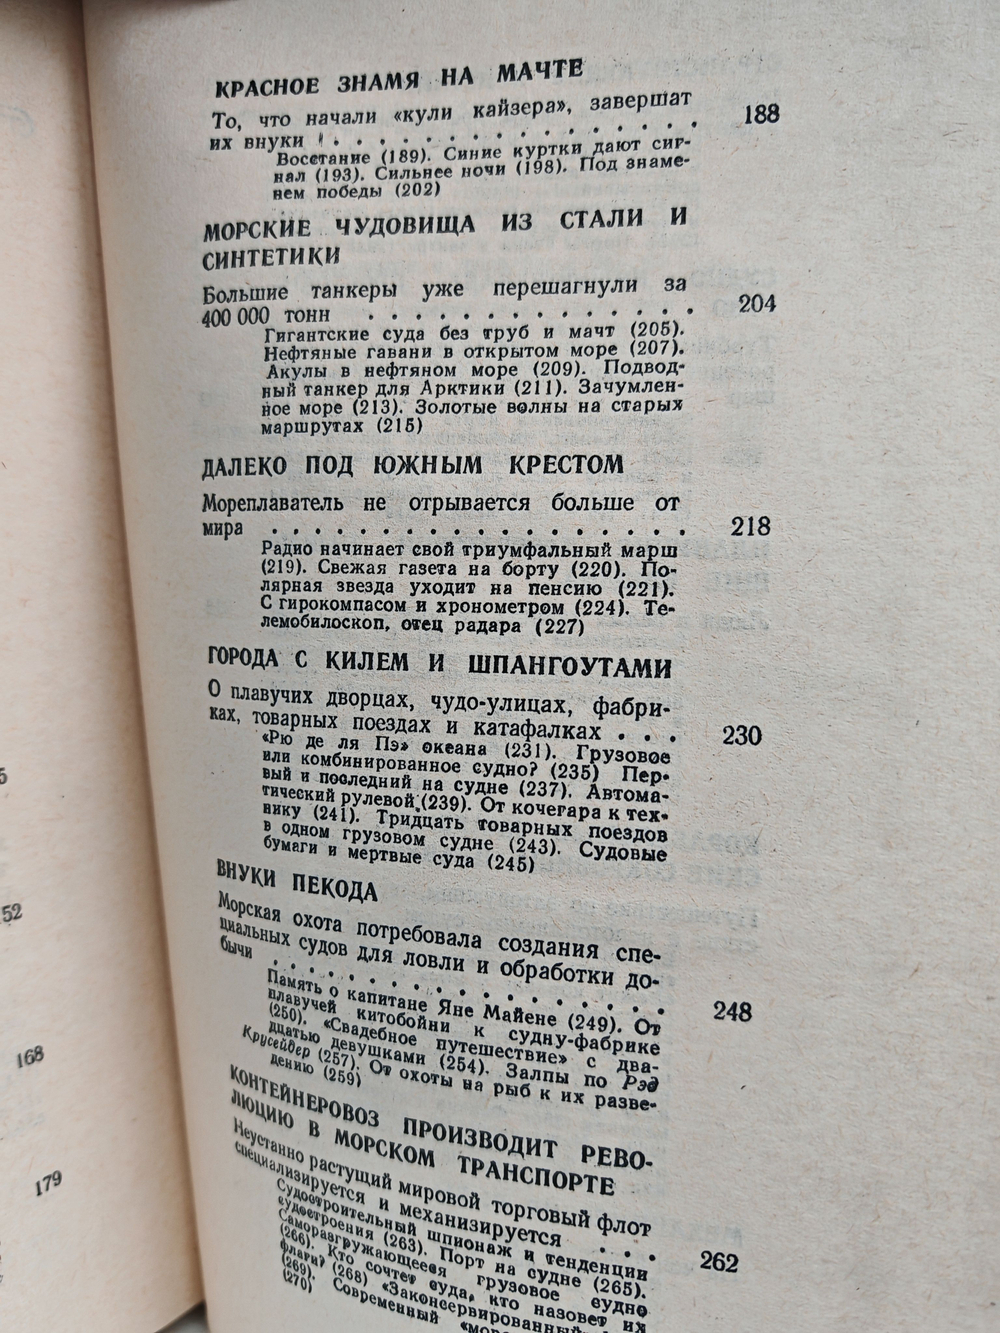 КРАСНОЕ ЗНАМЯ НА МАЧТЕ
То, что начали «кули кайзера», завершат
их внуки . . . . . . . . . . . . . . . 188
Восстание (189). Синие куртки дают сиг-
нал (193). Сильнее ночи (198). Под знаме-
нем победы (202)
МОРСКИЕ ЧУДОВИЩА ИЗ СТАЛИ И
СИНТЕТИКИ
Большие танкеры уже перешагнули за
400 000 тонн . . . . . . . . . . . . . 204
Гигантские суда без труб и мачт (205).
Нефтяные гавани в открытом море (207).
Акулы в нефтяном море (209). Подвод-
ный танкер для Арктики (211). Зачумлен-
ное море (213). Золотые волны на старых
маршрутах (215)
ДАЛЕКО ПОД ЮЖНЫМ КРЕСТОМ
Мореплаватель не отрывается больше от
мира . . . . . . . . . . . . . . . . . . 218
Радио начинает свой триумфальный марш
(219). Свежая газета на борту (220). По-
лярная звезда уходит на пенсию (221).
С гирокомпасом и хронометром (224). Те-
лемобилоскоп, отец радара (227)
ГОРОДА С КИЛЕМ И ШПАНГОУТАМИ
О плавучих дворцах, чудо-улицах, фабри-
ках, товарных поездах и катафалках . . . 230
«Рю де ля Пэ» океана (231). Грузовое
или комбинированное судно? (235) Пер-
вый и последний на судне (237). Автома-
тический рулевой (239). От кочегара к тех-
нику (241). Тридцать товарных поездов
в одном грузовом судне (243). Судовые
бумаги и мертвые суда (245)
ВНУКИ ПЕКОДА
Морская охота потребовала создания спе-
циальных судов для ловли и обработки до-
бычи . . . . . . . . . . . . . . . . . 248
Память о капитане Яне Майене (249). От
плавучей китобойни к судну-фабрике
(250). «Свадебное путешествие» с два-
дцатью девушками (254). Залпы по Рэд
Крусейдер (257). От охоты на рыб к их разве-
дению (259)
КОНТЕЙНЕРОВОЗ ПРОИЗВОДИТ РЕВО-
ЛЮЦИЮ В МОРСКОМ ТРАНСПОРТЕ
Неустанно растущий мировой торговый флот
специализируется и механизируется . . . 262
Судостроительный шпионаж и тенденции
судостроения (263). Порт на судне (265).
Саморазгружающееся грузовое судно
(266). Кто сочтет суда, кто назовет их
флаги? (268) «Законсервированный
(269). Современный
(270)
52
168
179